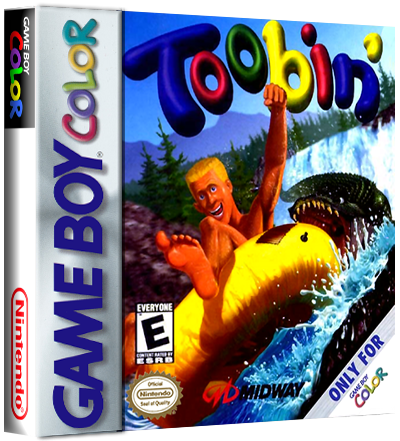 GAME BOY
COLOR
Nintendo
GAME BOY COLOR
Toobin'
EVERYONE
E
CONTENT RATED BY
ESRB
Official
Nintendo
Seal of Quality
MIDWAY
ONLY FOR
GAME BOY
COLOR